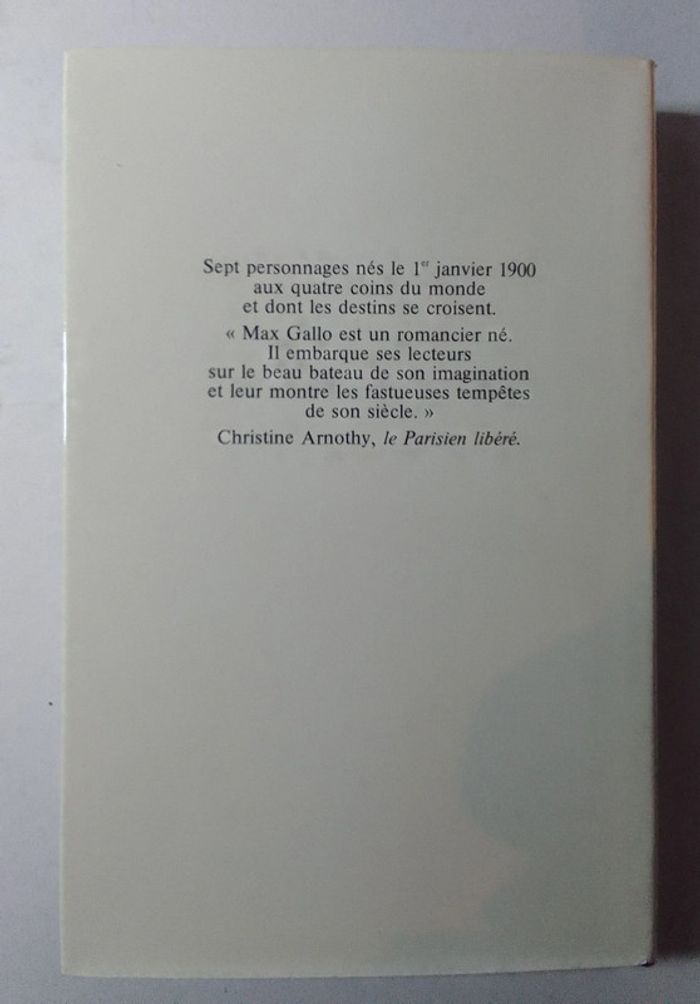 Sept personnages nés le 1er janvier 1900
aux quatre coins du monde
et dont les destins se croisent.
« Max Gallo est un romancier né.
Il embarque ses lecteurs
sur le beau bateau de son imagination
et leur montre les fastueuses tempêtes
de son siècle. »
Christine Arnothy, le Parisien libéré.